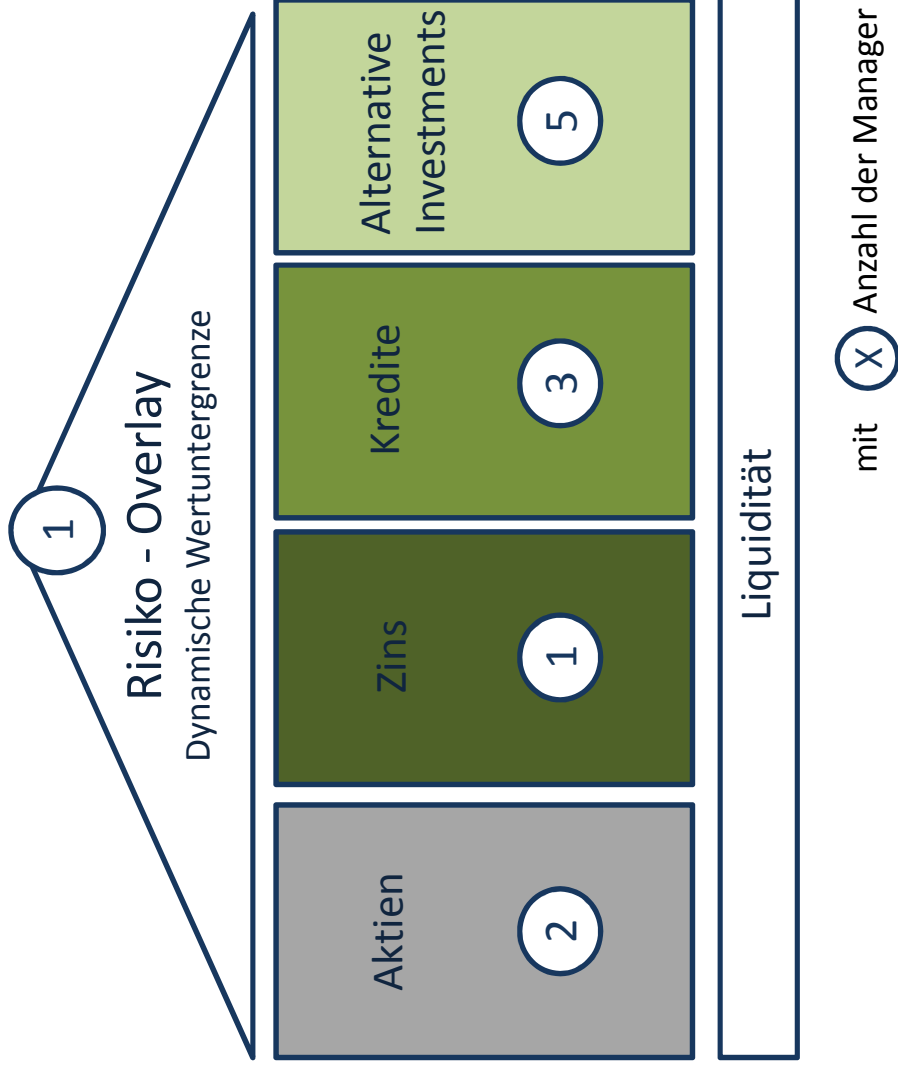 1
Risiko - Overlay
Dynamische Wertuntergrenze
Aktien
2
Zins
1
Kredite
3
Alternative
Investments
5
Liquidität
mit X Anzahl der Manager